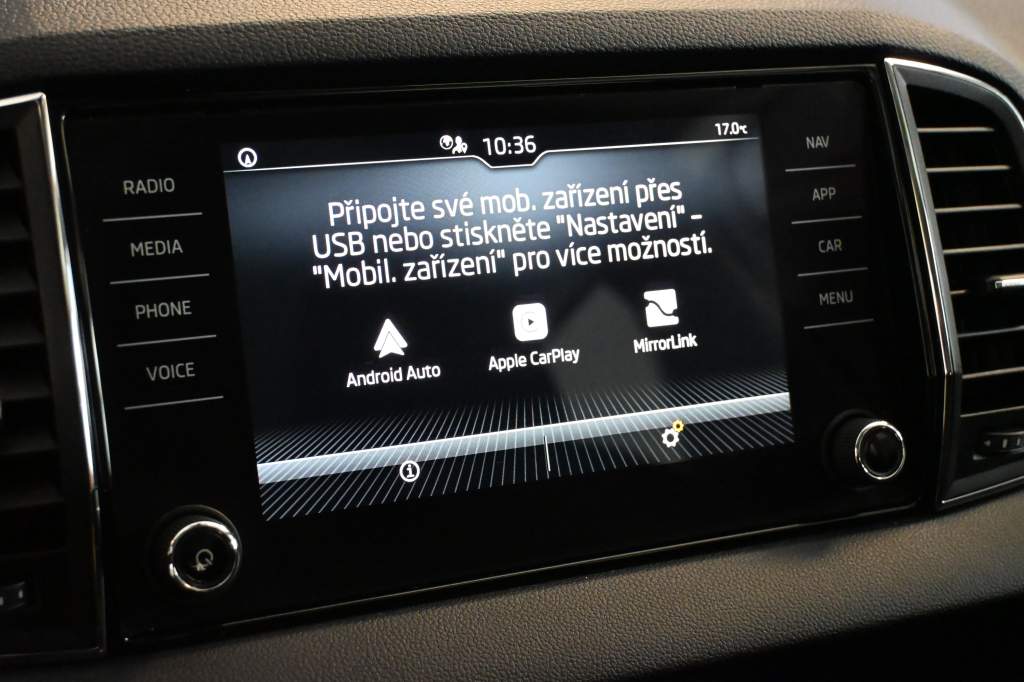 10:36
17.0°C
RADIO
MEDIA
PHONE
VOICE
Připojte své mob. zařízení přes
USB nebo stiskněte "Nastavení" –
"Mobil. zařízení" pro více možností.
Android Auto
Apple CarPlay
MirrorLink
NAV
APP
CAR
MENU